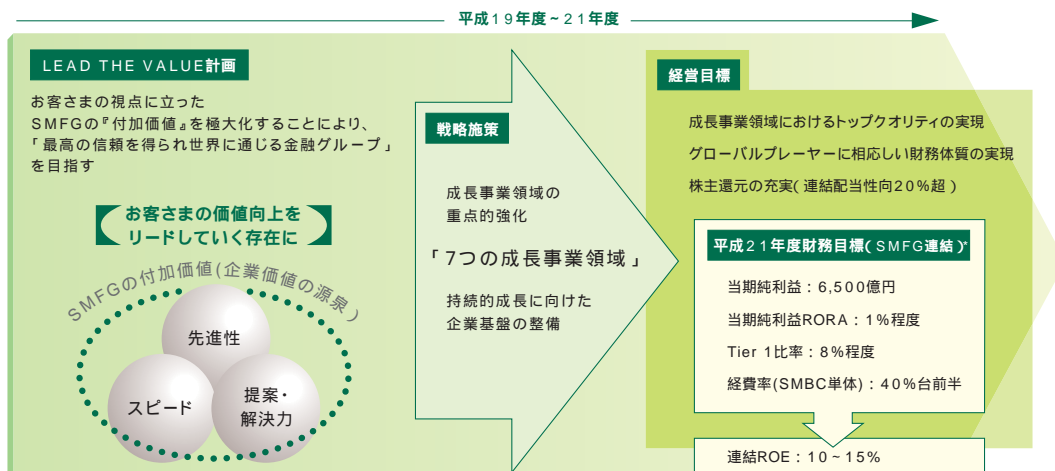 平成19年度~21年度
LEAD THE VALUE計画
お客さまの視点に立った
SMFGの『付加価値』を極大化することにより、
「最高の信頼を得られ世界に通じる金融グループ」
を目指す
お客さまの価値向上を
リードしていく存在に
SMFGの付加価値(企業価値の源泉)
先進性
スピード
提案・
解決力
戦略施策
成長事業領域の
重点的強化
「7つの成長事業領域」
持続的成長に向けた
企業基盤の整備
経営目標
成長事業領域におけるトップクオリティの実現
グローバルプレーヤーに相応しい財務体質の実現
株主還元の充実(連結配当性向20%超)
平成21年度財務目標(SMFG連結)*
当期純利益:6,500億円
当期純利益RORA:1%程度
Tier 1比率:8%程度
経費率(SMBC単体):40%台前半
連結ROE:10~15%